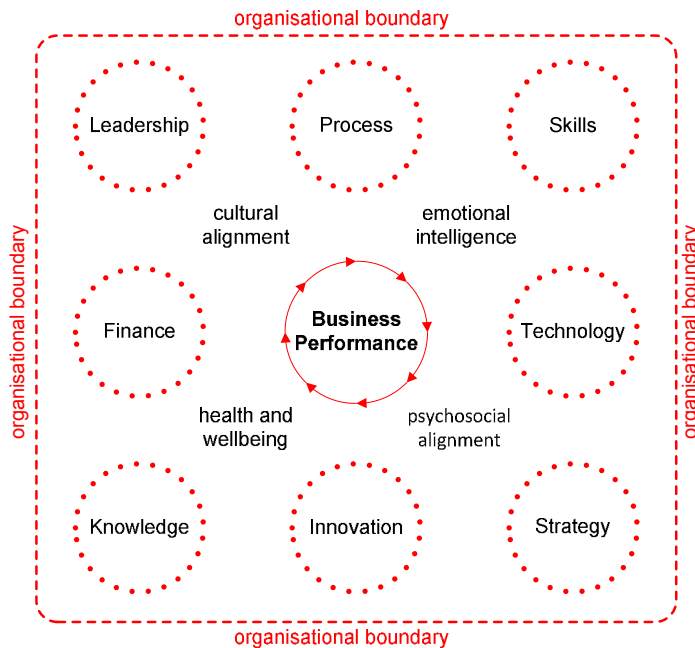 organisational boundary
Leadership
Process
Skills
cultural
alignment
emotional
intelligence
organisational boundary
organisational boundary
Finance
Business
Performance
Technology
health and
wellbeing
psychosocial
alignment
Knowledge
Innovation
Strategy
organisational boundary